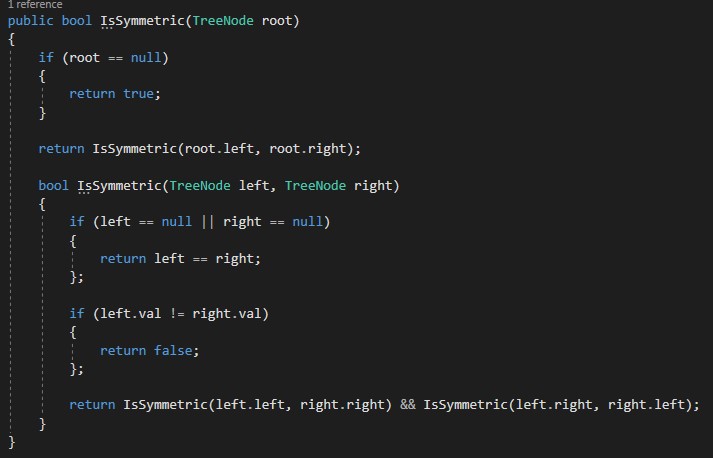 1 reference
public bool IsSymmetric(TreeNode root)
{
    if (root == null)
    {
        return true;
    }

    return IsSymmetric(root.left, root.right);

    bool IsSymmetric(TreeNode left, TreeNode right)
    {
        if (left == null || right == null)
        {
            return left == right;
        };

        if (left.val != right.val)
        {
            return false;
        };

        return IsSymmetric(left.left, right.right) && IsSymmetric(left.right, right.left);
    }
}